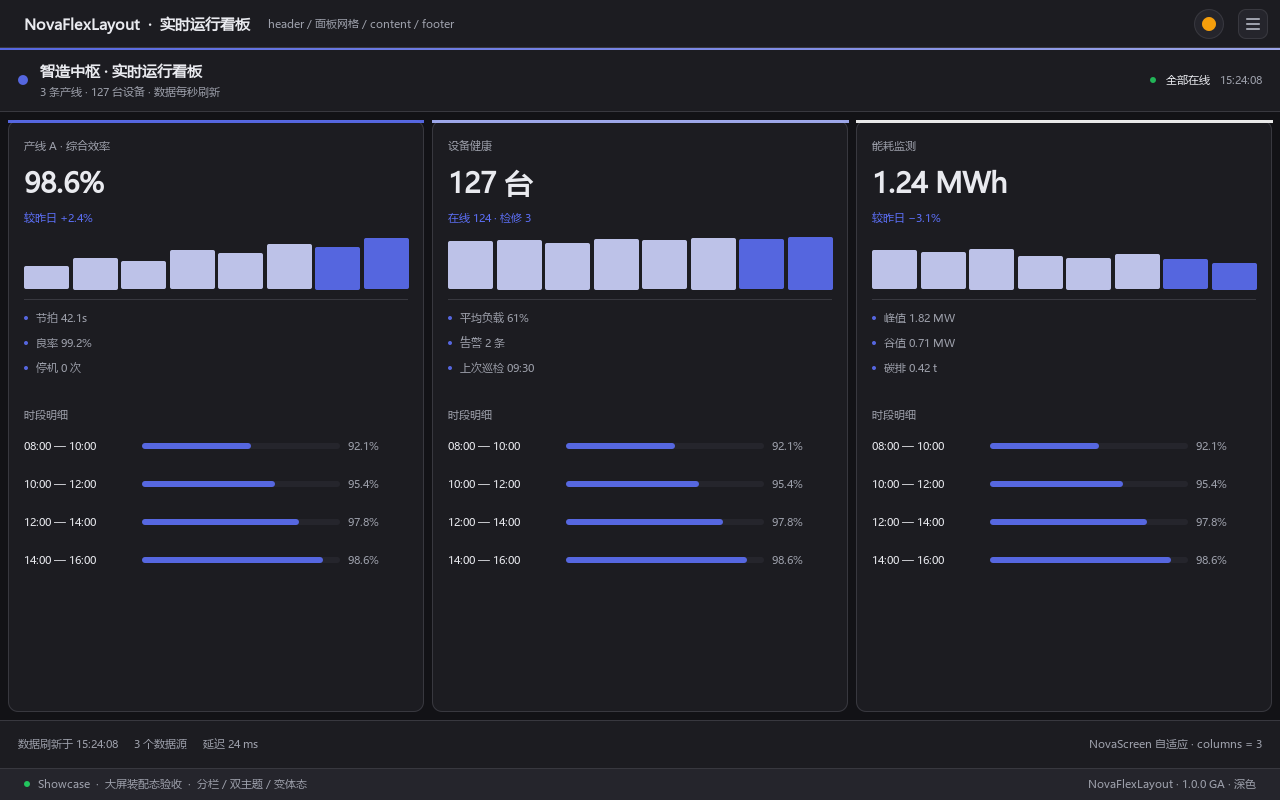 NovaFlexLayout · 实时运行看板 header / 面板网格 / content / footer
智造中枢 · 实时运行看板
3 条产线 · 127 台设备 · 数据每秒刷新
全部在线 15:24:08
产线 A · 综合效率
98.6%
较昨日 +2.4%
节拍 42.1s
良率 99.2%
停机 0 次
时段明细
08:00 — 10:00 92.1%
10:00 — 12:00 95.4%
12:00 — 14:00 97.8%
14:00 — 16:00 98.6%
设备健康
127 台
在线 124 · 检修 3
平均负载 61%
告警 2 条
上次巡检 09:30
时段明细
08:00 — 10:00 92.1%
10:00 — 12:00 95.4%
12:00 — 14:00 97.8%
14:00 — 16:00 98.6%
能耗监测
1.24 MWh
较昨日 −3.1%
峰值 1.82 MW
谷值 0.71 MW
碳排 0.42 t
时段明细
08:00 — 10:00 92.1%
10:00 — 12:00 95.4%
12:00 — 14:00 97.8%
14:00 — 16:00 98.6%
数据刷新于 15:24:08 3 个数据源 延迟 24 ms
NovaScreen 自适应 · columns = 3
Showcase · 大屏装配态验收 · 分栏 / 双主题 / 变体态
NovaFlexLayout · 1.0.0 GA · 深色